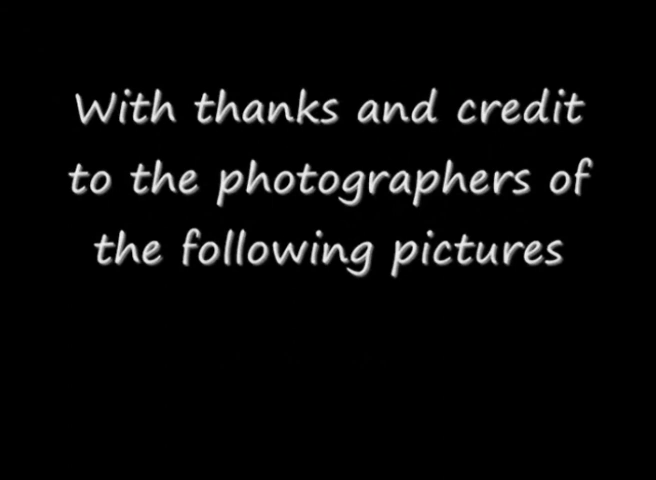 With thanks and credit
to the photographers of
the following pictures